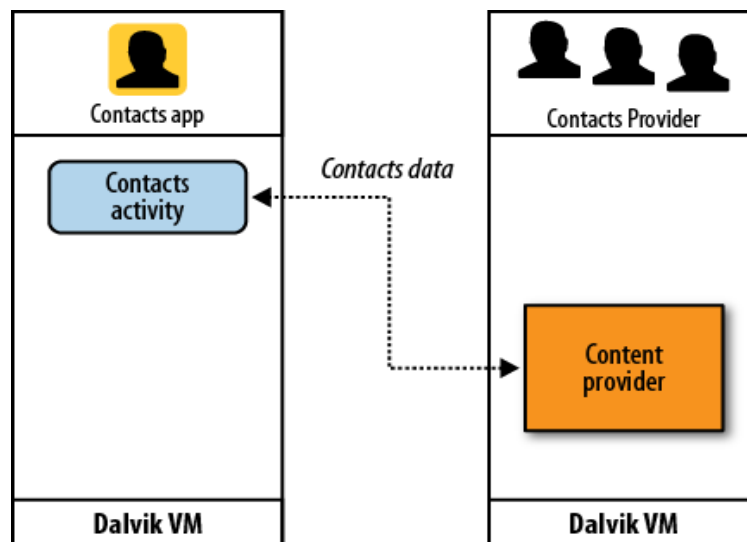 Contacts app
Contacts Provider
Contacts
activity
Contacts data
Content
provider
Dalvik VM
Dalvik VM